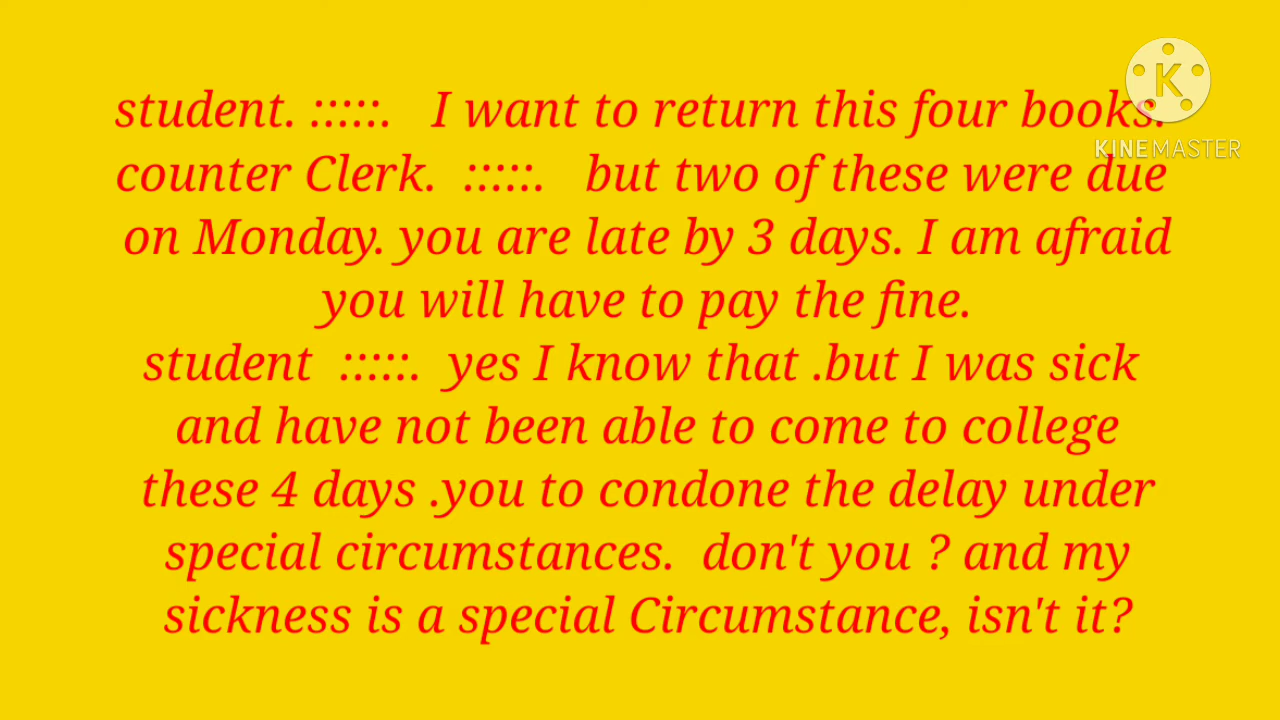 student. :::::.   I want to return this four books.
counter Clerk.  :::::.   but two of these were due
on Monday. you are late by 3 days. I am afraid
you will have to pay the fine.
student  :::::.  yes I know that .but I was sick
and have not been able to come to college
these 4 days .you to condone the delay under
special circumstances.  don't you ? and my
sickness is a special Circumstance, isn't it?
K
KINEMASTER